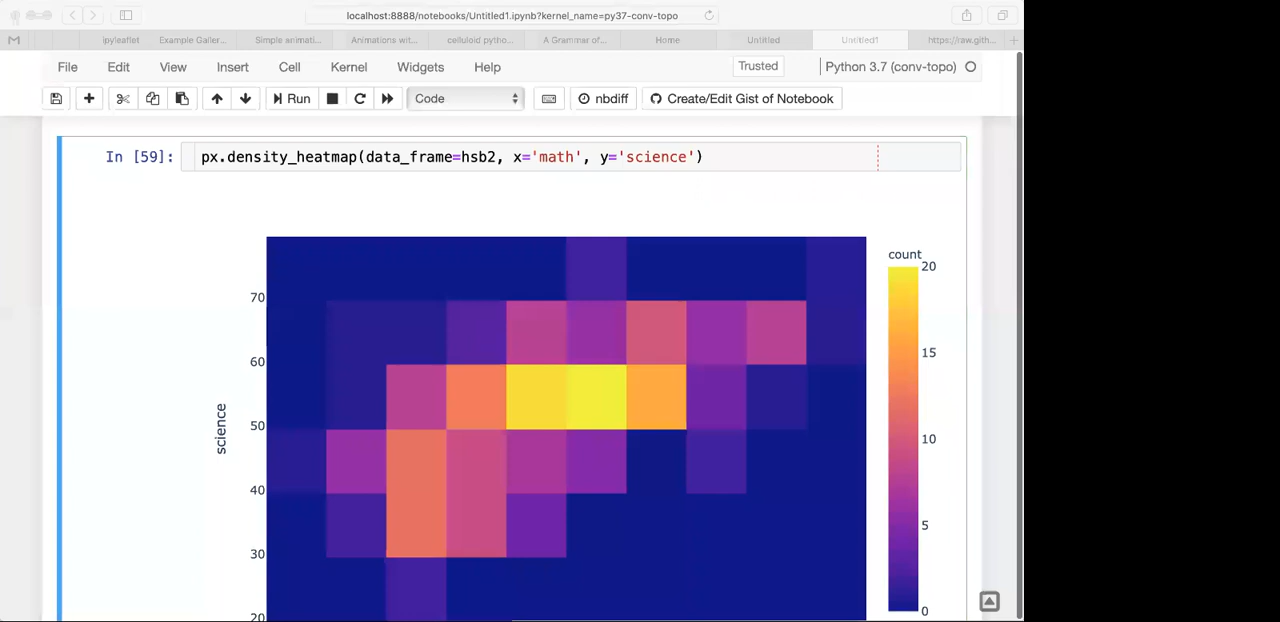 localhost:8888/notebooks/Untitled1.ipynb?kernel_name=py37-conv-topo
ipyleaflet Example Galler... Simple animati... Animations wit... celluloid pytho... A Grammar of... Home Untitled Untitled1 https://raw.gith...
File Edit View Insert Cell Kernel Widgets Help Trusted Python 3.7 (conv-topo)
Run Code nbdiff Create/Edit Gist of Notebook
In [59]: px.density_heatmap(data_frame=hsb2, x='math', y='science')
count
20
15
10
5
0
70
60
50
40
30
20
science